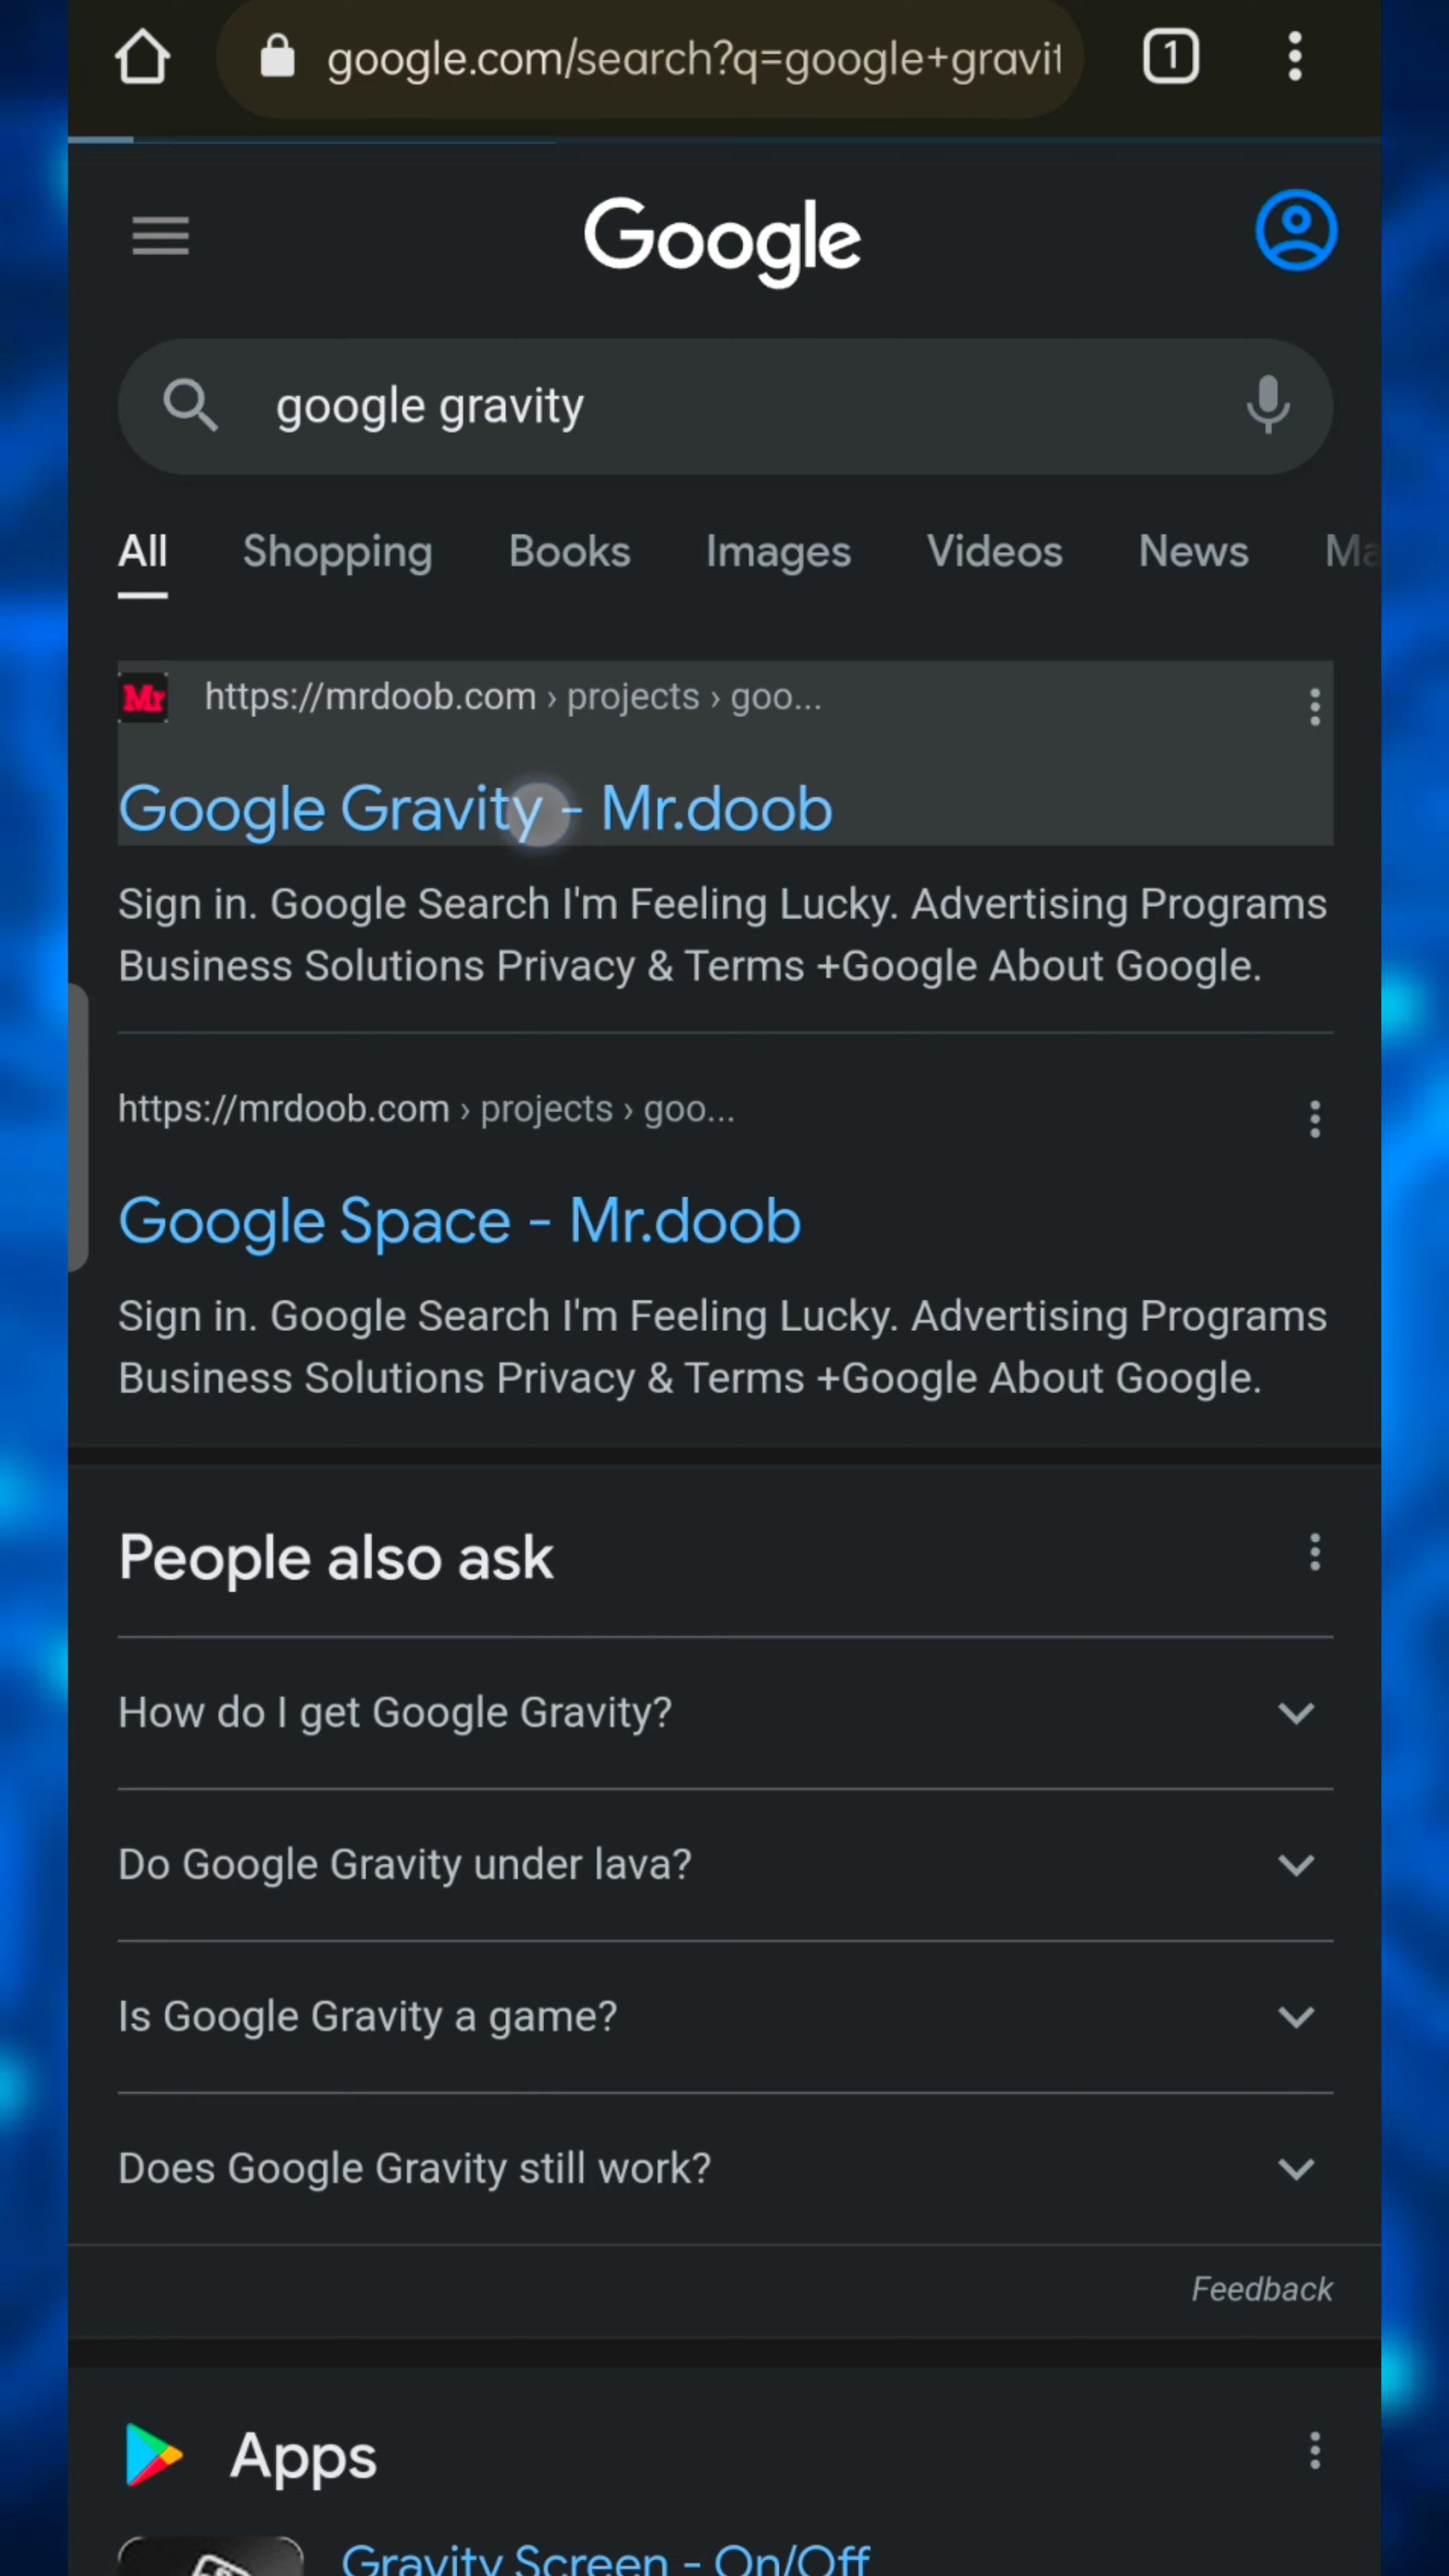 google.com/search?q=google+gravit
1
Google
google gravity
All Shopping Books Images Videos News Ma
Mr https://mrdoob.com › projects › goo...
Google Gravity - Mr.doob
Sign in. Google Search I'm Feeling Lucky. Advertising Programs
Business Solutions Privacy & Terms +Google About Google.
https://mrdoob.com › projects › goo...
Google Space - Mr.doob
Sign in. Google Search I'm Feeling Lucky. Advertising Programs
Business Solutions Privacy & Terms +Google About Google.
People also ask
How do I get Google Gravity?
Do Google Gravity under lava?
Is Google Gravity a game?
Does Google Gravity still work?
Feedback
Apps
Gravity Screen - On/Off